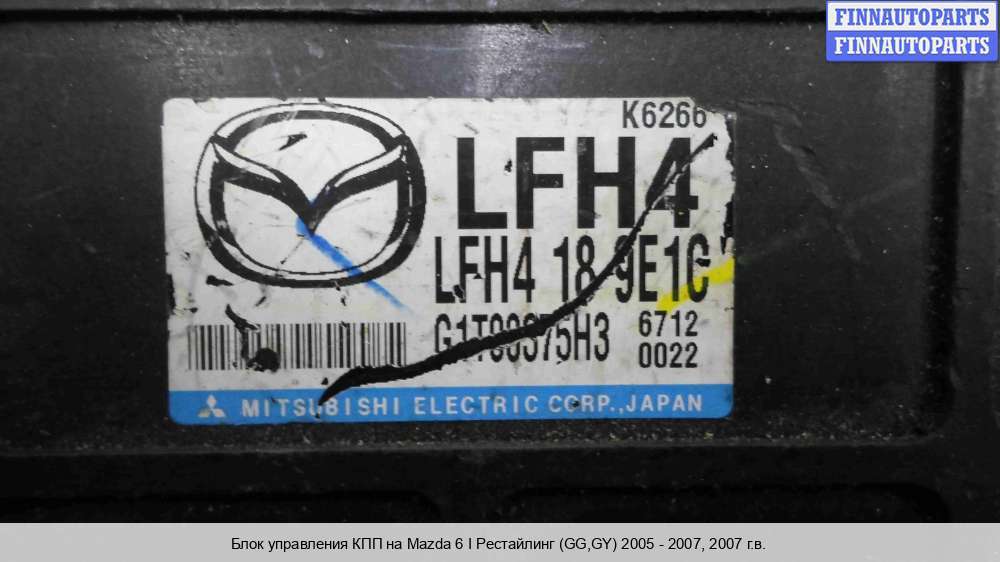 FINNAUTOPARTS
FINNAUTOPARTS
K6266
LFH4
LFH4 18 9E1C
6712
0022
MITSUBISHI ELECTRIC CORP., JAPAN
Блок управления КПП на Mazda 6 I Рестайлинг (GG,GY) 2005 - 2007, 2007 г.в.